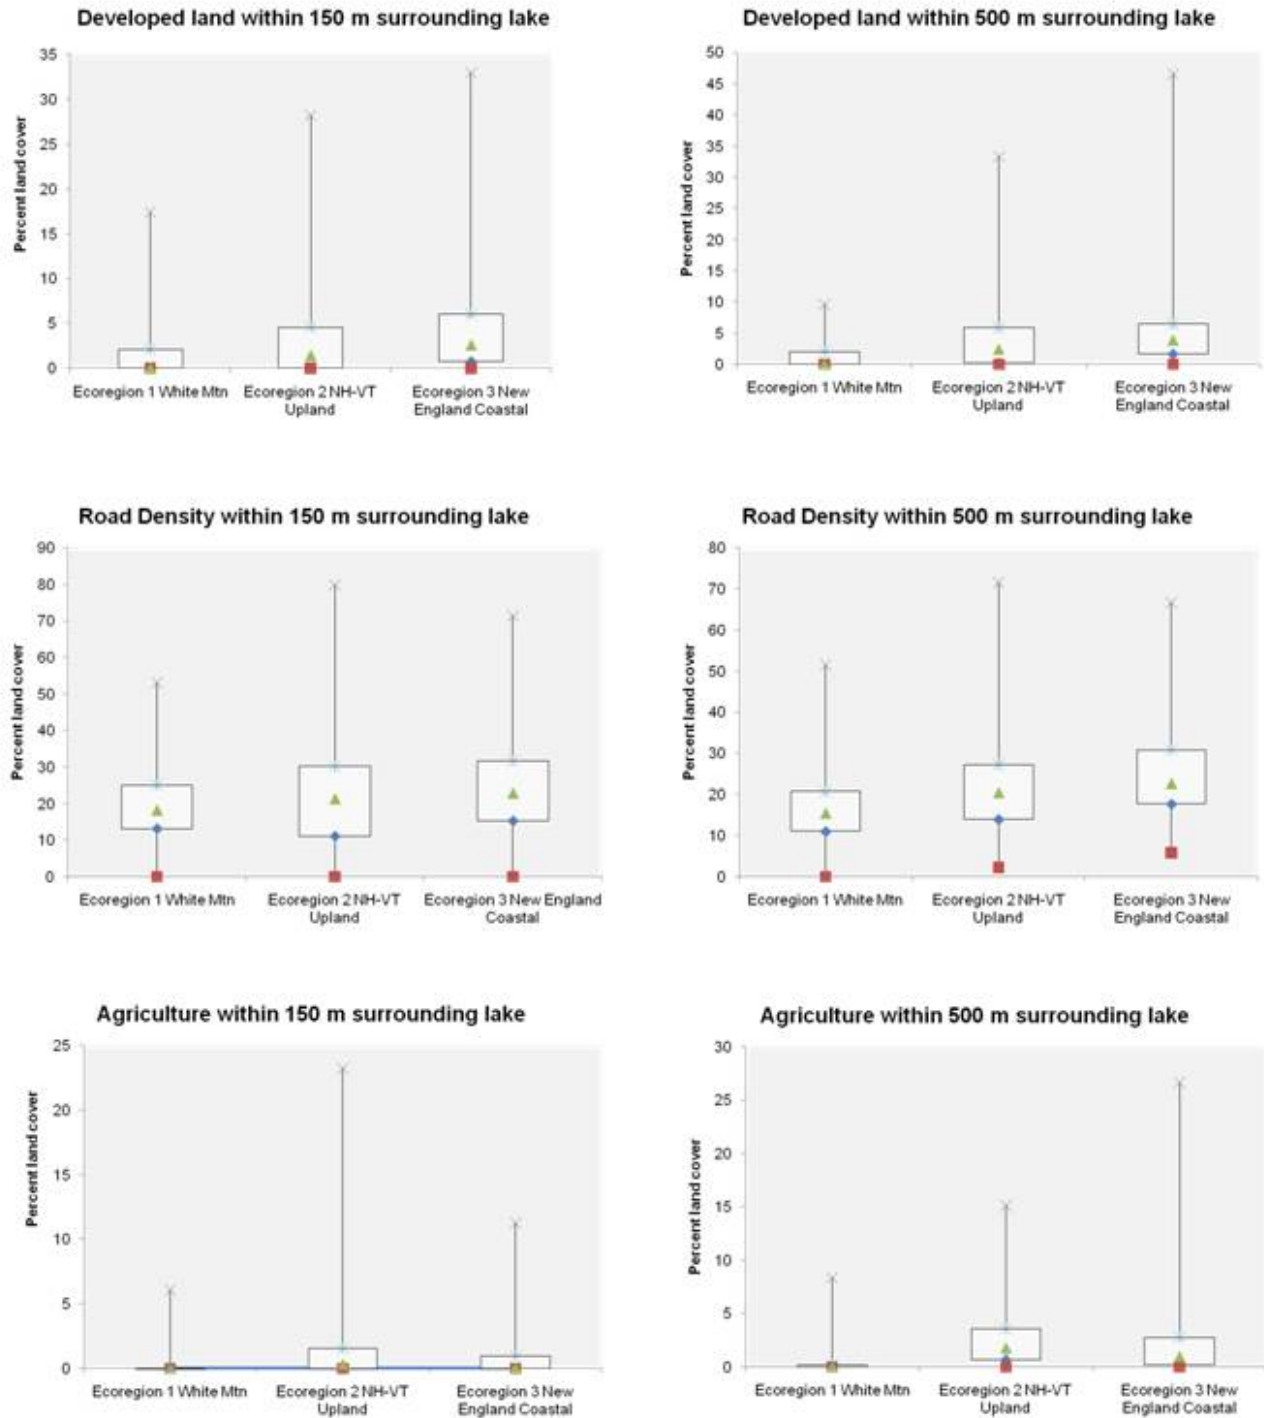 Developed land within 150 m surrounding lake
Percent land cover
35
30
25
20
15
10
5
0
Ecoregion 1 White Mtn
Ecoregion 2 NH-VT
Upland
Ecoregion 3 New
England Coastal
Developed land within 500 m surrounding lake
Percent land cover
50
45
40
35
30
25
20
15
10
5
0
Ecoregion 1 White Mtn
Ecoregion 2 NH-VT
Upland
Ecoregion 3 New
England Coastal
Road Density within 150 m surrounding lake
Percent land cover
90
80
70
60
50
40
30
20
10
0
Ecoregion 1 White Mtn
Ecoregion 2 NH-VT
Upland
Ecoregion 3 New England
Coastal
Road Density within 500 m surrounding lake
Percent land cover
80
70
60
50
40
30
20
10
0
Ecoregion 1 White Mtn
Ecoregion 2 NH-VT
Upland
Ecoregion 3 New
England Coastal
Agriculture within 150 m surrounding lake
Percent land cover
25
20
15
10
5
0
Ecoregion 1 White Mtn
Ecoregion 2 NH-VT
Upland
Ecoregion 3 New
England Coastal
Agriculture within 500 m surrounding lake
Percent land cover
30
25
20
15
10
5
0
Ecoregion 1 White Mtn
Ecoregion 2 NH-VT
Upland
Ecoregion 3 New
England Coastal